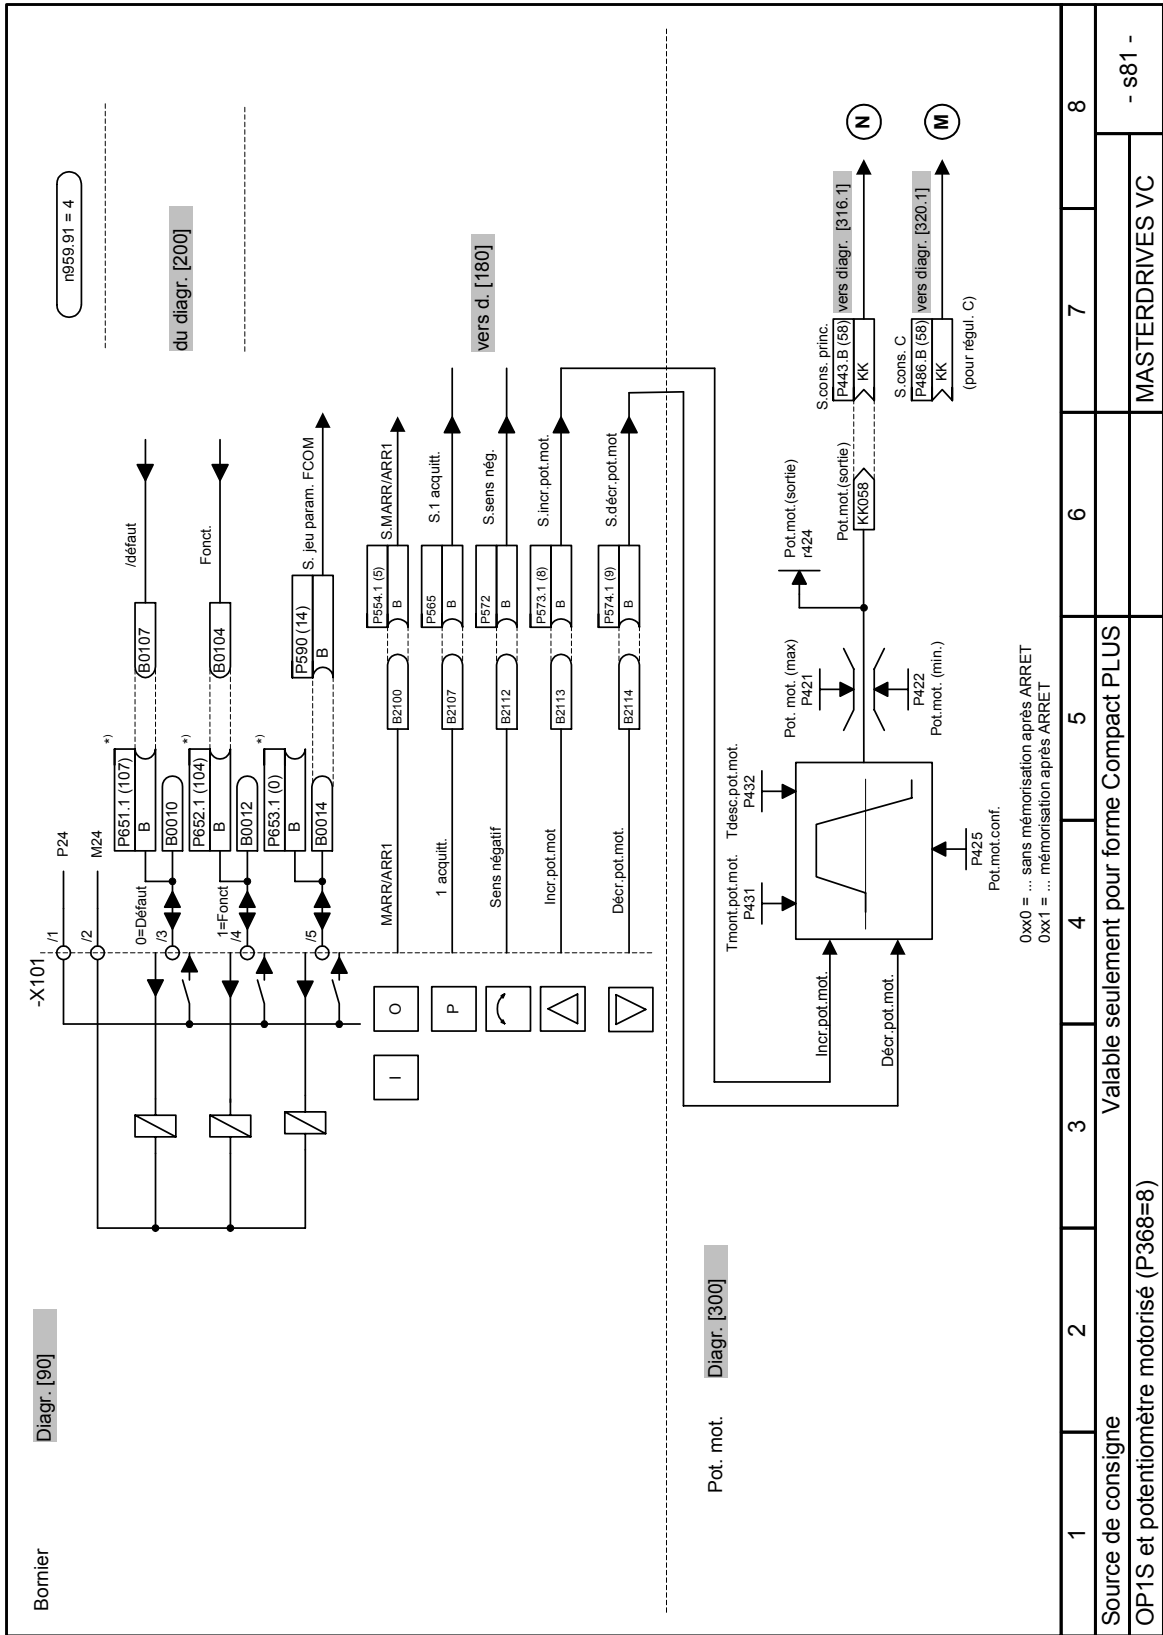 Bornier
Diagr. [90]
n959.91 = 4
-X101
/1
P24
/2
M24
du diagr. [200]
0=Défaut
/3
P651.1 (107)
*)
B
B0010
B0107
/défaut
1=Fonct
/4
P652.1 (104)
*)
B
B0012
B0104
Fonct.
/5
P653.1 (0)
*)
B
B0014
P590 (14)
B
S. jeu param. FCOM
I
O
MARR/ARR1
B2100
P554.1 (5)
B
S.MARR/ARR1
P
1 acquitt.
B2107
P565
B
S.1 acquitt.
vers d. [180]
Sens négatif
B2112
P572
B
S.sens nég.
Incr.pot.mot
B2113
P573.1 (8)
B
S.incr.pot.mot.
Décr.pot.mot.
B2114
P574.1 (9)
B
S.décr.pot.mot
Pot. mot.
Diagr. [300]
Tmont.pot.mot.
P431
Tdesc.pot.mot.
P432
Pot. mot. (max)
P421
Pot.mot.(sortie)
r424
Incr.pot.mot.
Décr.pot.mot.
Pot.mot.(sortie)
KK058
S.cons. princ.
P443.B (58)
KK
vers diagr. [316.1]
N
S.cons. C
P486.B (58)
KK
vers diagr. [320.1]
M
(pour régul. C)
P422
Pot.mot. (min.)
P425
Pot.mot.conf.
0xx0 = ... sans mémorisation après ARRET
0xx1 = ... mémorisation après ARRET
1 2 3 4 5 6 7 8
Source de consigne
Valable seulement pour forme Compact PLUS
- s81 -
OP1S et potentiomètre motorisé (P368=8)
MASTERDRIVES VC